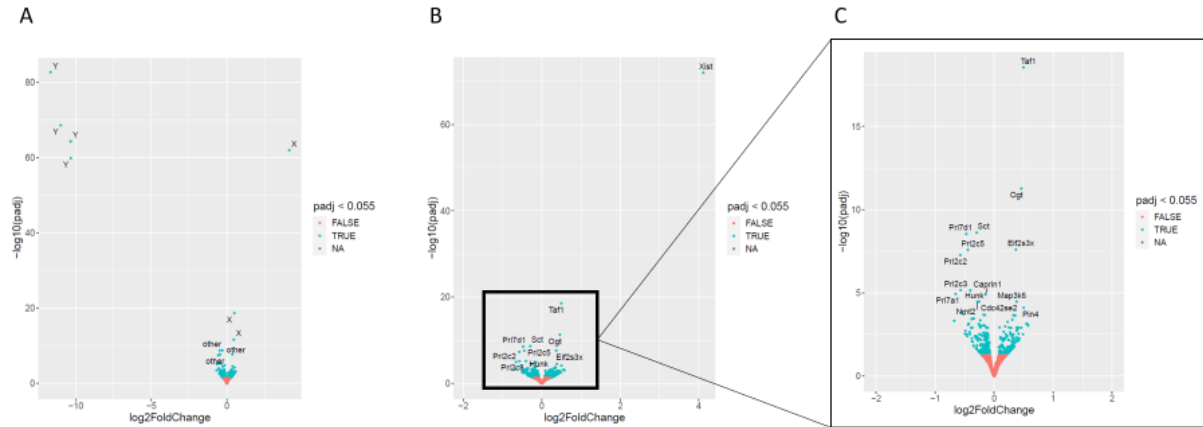 A
Y
Y
Y
Y
X
X
X
other
other
other
80
60
40
20
0
−10
−5
0
−log10(padj)
log2FoldChange
padj < 0.055
FALSE
TRUE
NA
B
Xist
Taf1
Prl7d1
Sct
Ogt
Prl2c2
Prl2c5
Eif2s3x
Hunk
60
40
20
0
−2
0
2
4
−log10(padj)
log2FoldChange
padj < 0.055
FALSE
TRUE
NA
C
Taf1
Ogt
Prl7d1
Sct
Prl2c5
Eif2s3x
Prl2c2
Prl2c3
Caprin1
Hunk
Map3k6
Prl7a1
Cdc42se2
Nmt2
Pin4
15
10
5
0
−2
−1
0
1
2
−log10(padj)
log2FoldChange
padj < 0.055
FALSE
TRUE
NA